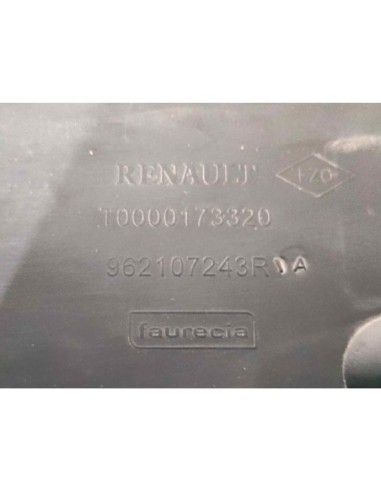 RENAULT
T0000173320
962107243R A
faurecia